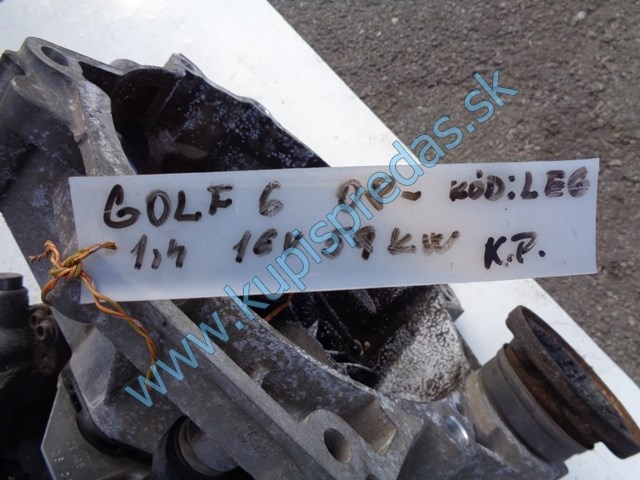 GOLF 6 KÓD:LEG
1,4 16V 59KW K.P.
www.kupispredas.sk